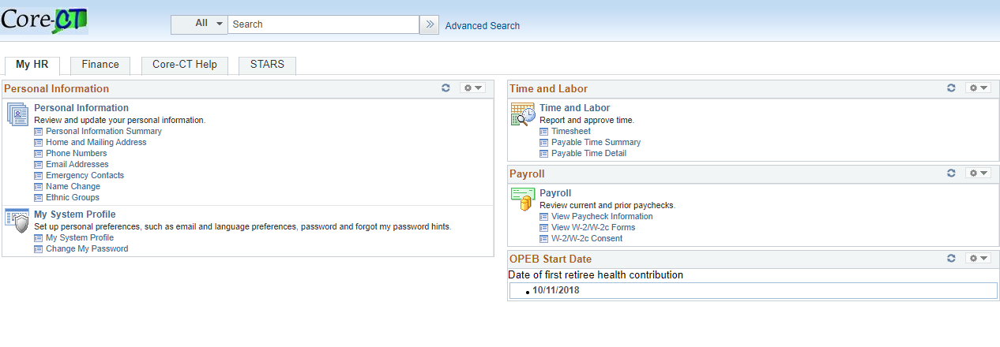 Core-CT
All
Search
Advanced Search
My HR
Finance
Core-CT Help
STARS
Personal Information
Personal Information
Review and update your personal information.
Personal Information Summary
Home and Mailing Address
Phone Numbers
Email Addresses
Emergency Contacts
Name Change
Ethnic Groups
My System Profile
Set up personal preferences, such as email and language preferences, password and forgot my password hints.
My System Profile
Change My Password
Time and Labor
Time and Labor
Report and approve time.
Timesheet
Payable Time Summary
Payable Time Detail
Payroll
Payroll
Review current and prior paychecks.
View Paycheck Information
View W-2/W-2c Forms
W-2/W-2c Consent
OPEB Start Date
Date of first retiree health contribution
• 10/11/2018